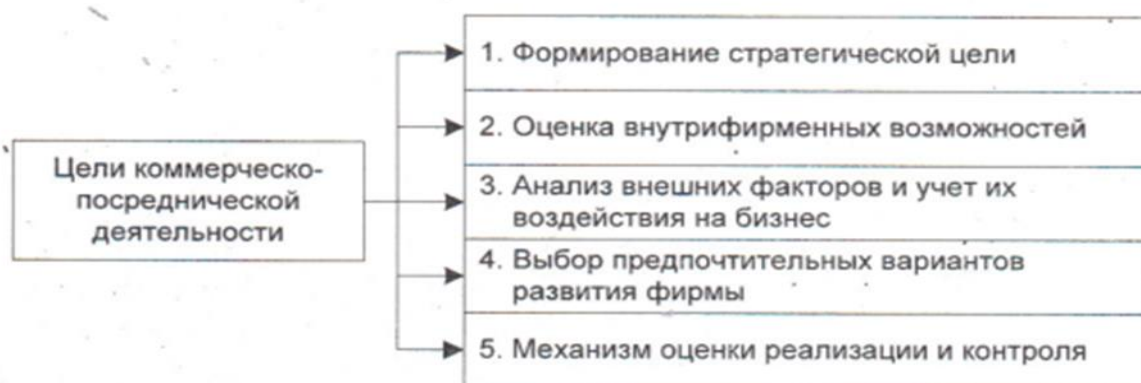 Цели коммерческо-
посреднической
деятельности
1. Формирование стратегической цели
2. Оценка внутрифирменных возможностей
3. Анализ внешних факторов и учет их
воздействия на бизнес
4. Выбор предпочтительных вариантов
развития фирмы
5. Механизм оценки реализации и контроля